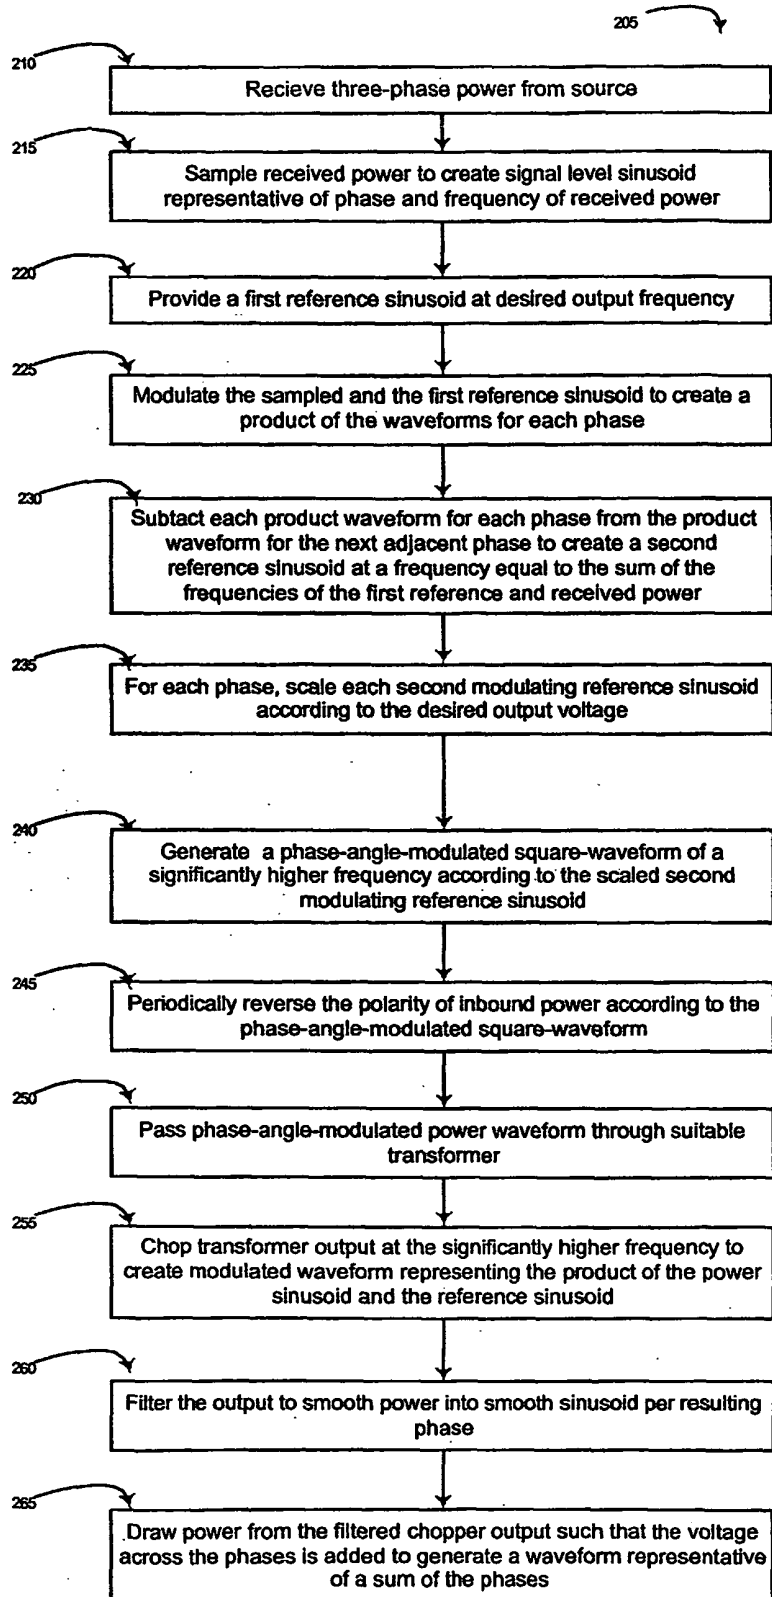 205
210
Recieve three-phase power from source
215
Sample received power to create signal level sinusoid
representative of phase and frequency of received power
220
Provide a first reference sinusoid at desired output frequency
225
Modulate the sampled and the first reference sinusoid to create a
product of the waveforms for each phase
230
Subtact each product waveform for each phase from the product
waveform for the next adjacent phase to create a second
reference sinusoid at a frequency equal to the sum of the
frequencies of the first reference and received power
235
For each phase, scale each second modulating reference sinusoid
according to the desired output voltage
240
Generate a phase-angle-modulated square-waveform of a
significantly higher frequency according to the scaled second
modulating reference sinusoid
245
Periodically reverse the polarity of inbound power according to the
phase-angle-modulated square-waveform
250
Pass phase-angle-modulated power waveform through suitable
transformer
255
Chop transformer output at the significantly higher frequency to
create modulated waveform representing the product of the power
sinusoid and the reference sinusoid
260
Filter the output to smooth power into smooth sinusoid per resulting
phase
265
Draw power from the filtered chopper output such that the voltage
across the phases is added to generate a waveform representative
of a sum of the phases